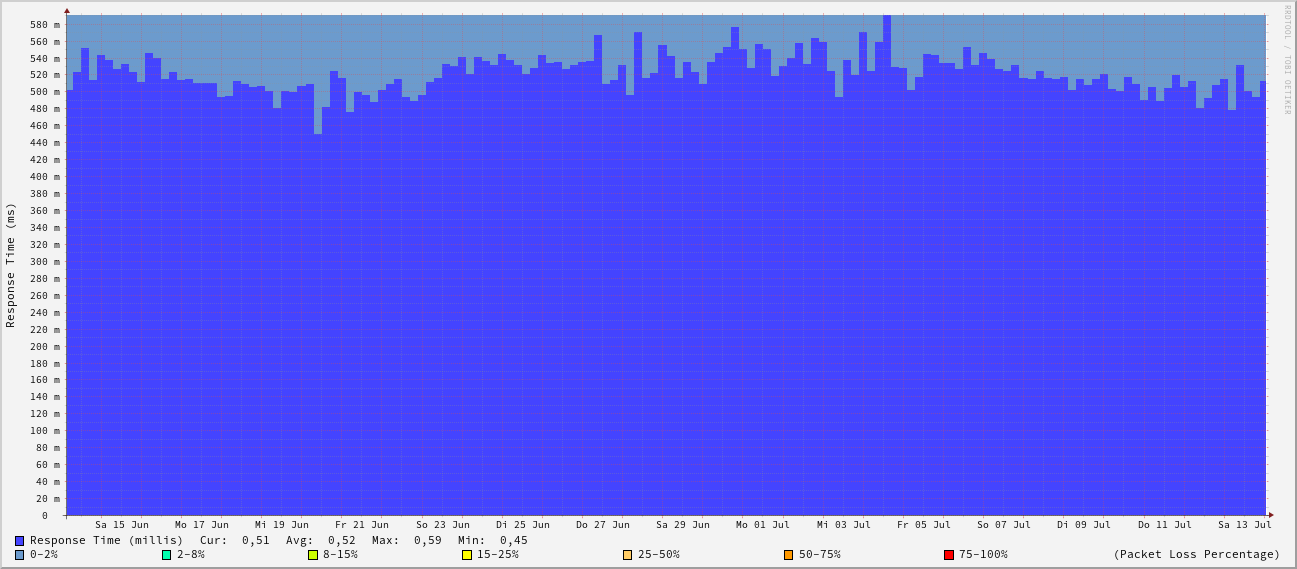 RRDTOOL / TOBI OETIKER
Response Time (ms)
580 m
560 m
540 m
520 m
500 m
480 m
460 m
440 m
420 m
400 m
380 m
360 m
340 m
320 m
300 m
280 m
260 m
240 m
220 m
200 m
180 m
160 m
140 m
120 m
100 m
80 m
60 m
40 m
20 m
0
Sa 15 Jun Mo 17 Jun Mi 19 Jun Fr 21 Jun So 23 Jun Di 25 Jun Do 27 Jun Sa 29 Jun Mo 01 Jul Mi 03 Jul Fr 05 Jul So 07 Jul Di 09 Jul Do 11 Jul Sa 13 Jul
Response Time (millis) Cur: 0,51 Avg: 0,52 Max: 0,59 Min: 0,45
0-2% 2-8% 8-15% 15-25% 25-50% 50-75% 75-100% (Packet Loss Percentage)